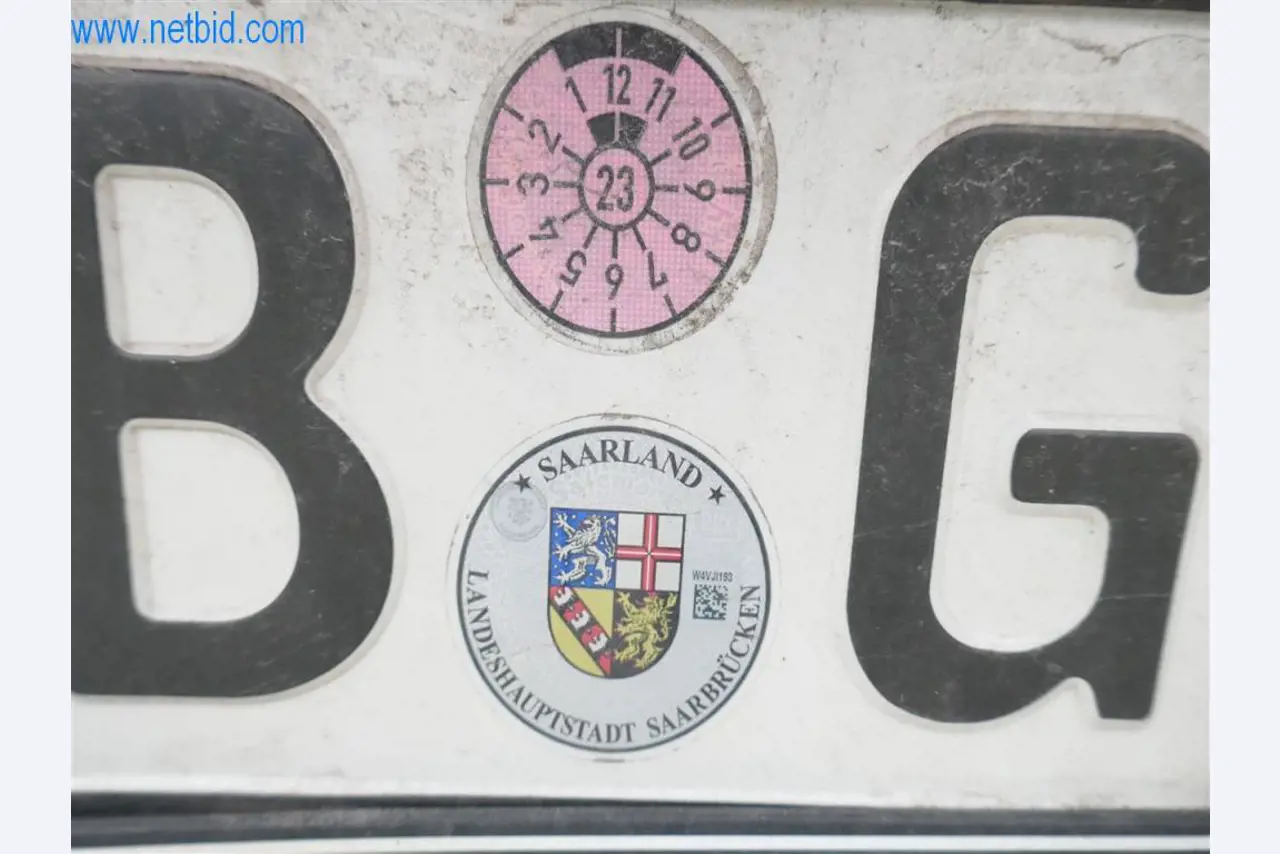 www.netbid.com
B
G
1 12 11 10 9 8 7 6 5 4 3 2
23
SAARLAND
W4VJI193
LANDESHAUPTSTADT SAARBRÜCKEN